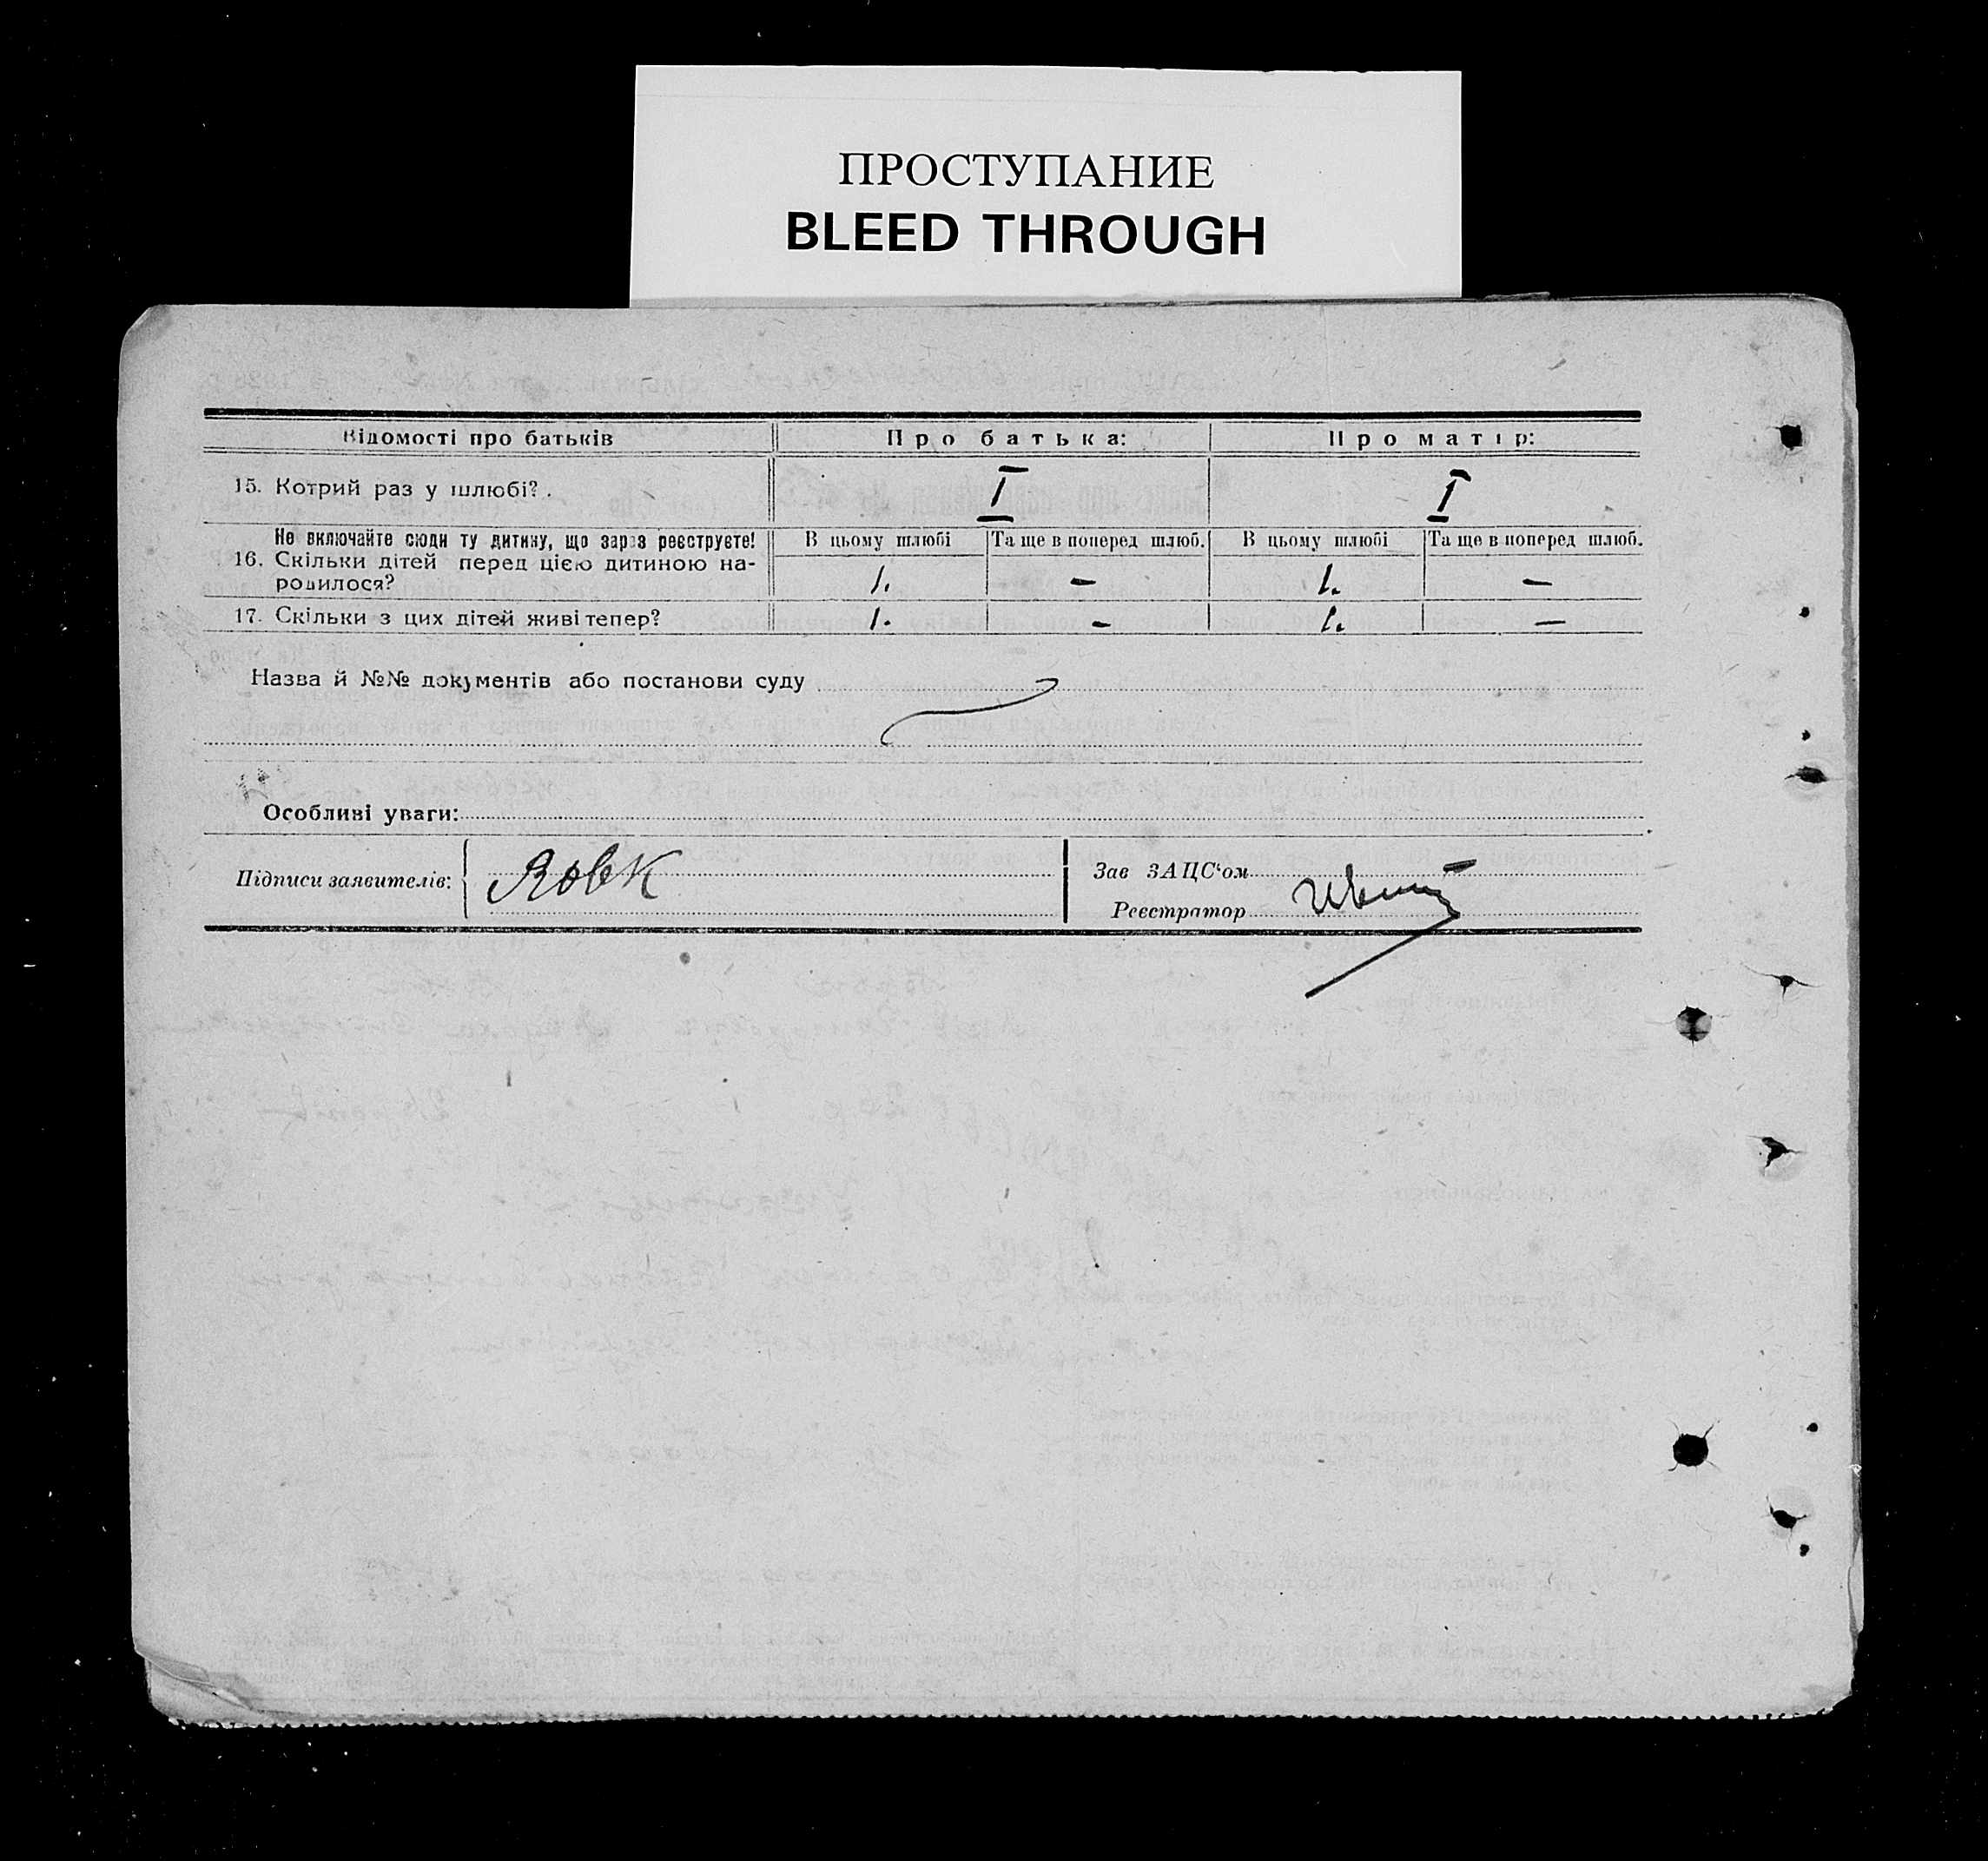 ПРОСТУПАНИЕ
BLEED THROUGH
Відомості про батьків Про батька: Про матір:
15. Котрий раз у шлюбі? . I I
Не включайте сюди ту дитину, що зараз реєструєте! В цьому шлюбі Та ще в поперед шлюб. В цьому шлюбі Та ще в поперед шлюб.
16. Скільки дітей перед цією дитиною на-
родилося? 1. – 1. –
17. Скільки з цих дітей живі тепер? 1. – 1. –
Назва й №№ документів або постанови суду
Особливі уваги:
Підписи заявителів: Яовк Зав ЗАЦС‘ом
Реєстратор